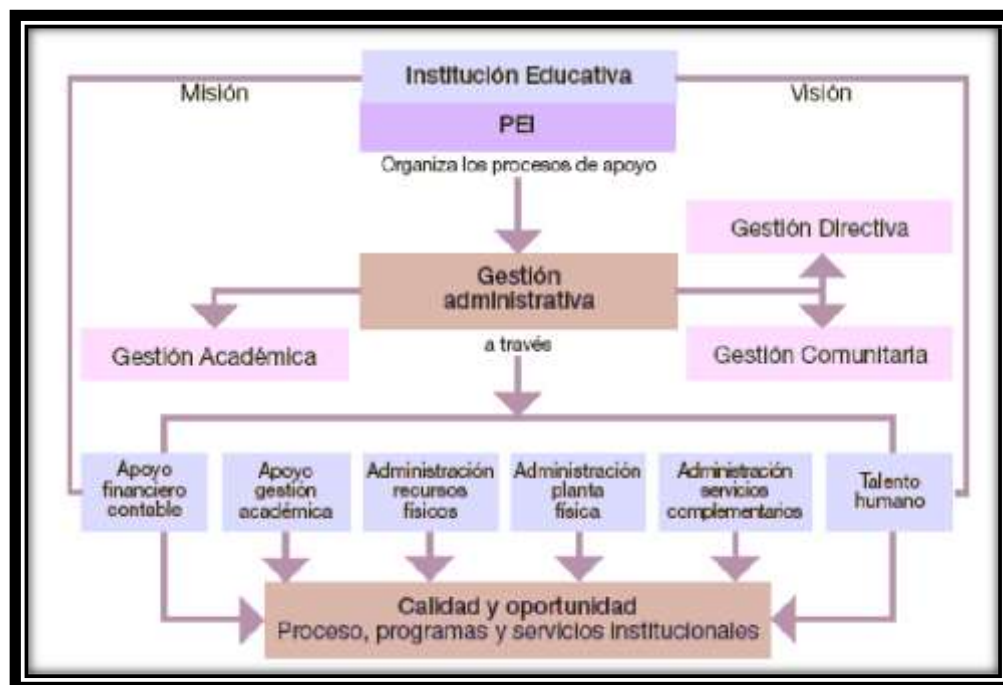 Institución Educativa
Misión
Visión
PEI
Organiza los procesos de apoyo
Gestión Directiva
Gestión
administrativa
Gestión Académica
a través
Gestión Comunitaria
Apoyo
financiero
contable
Apoyo
gestión
académica
Administración
recursos
físicos
Administración
planta
física
Administración
servicios
complementarios
Talento
humano
Calidad y oportunidad
Proceso, programas y servicios institucionales